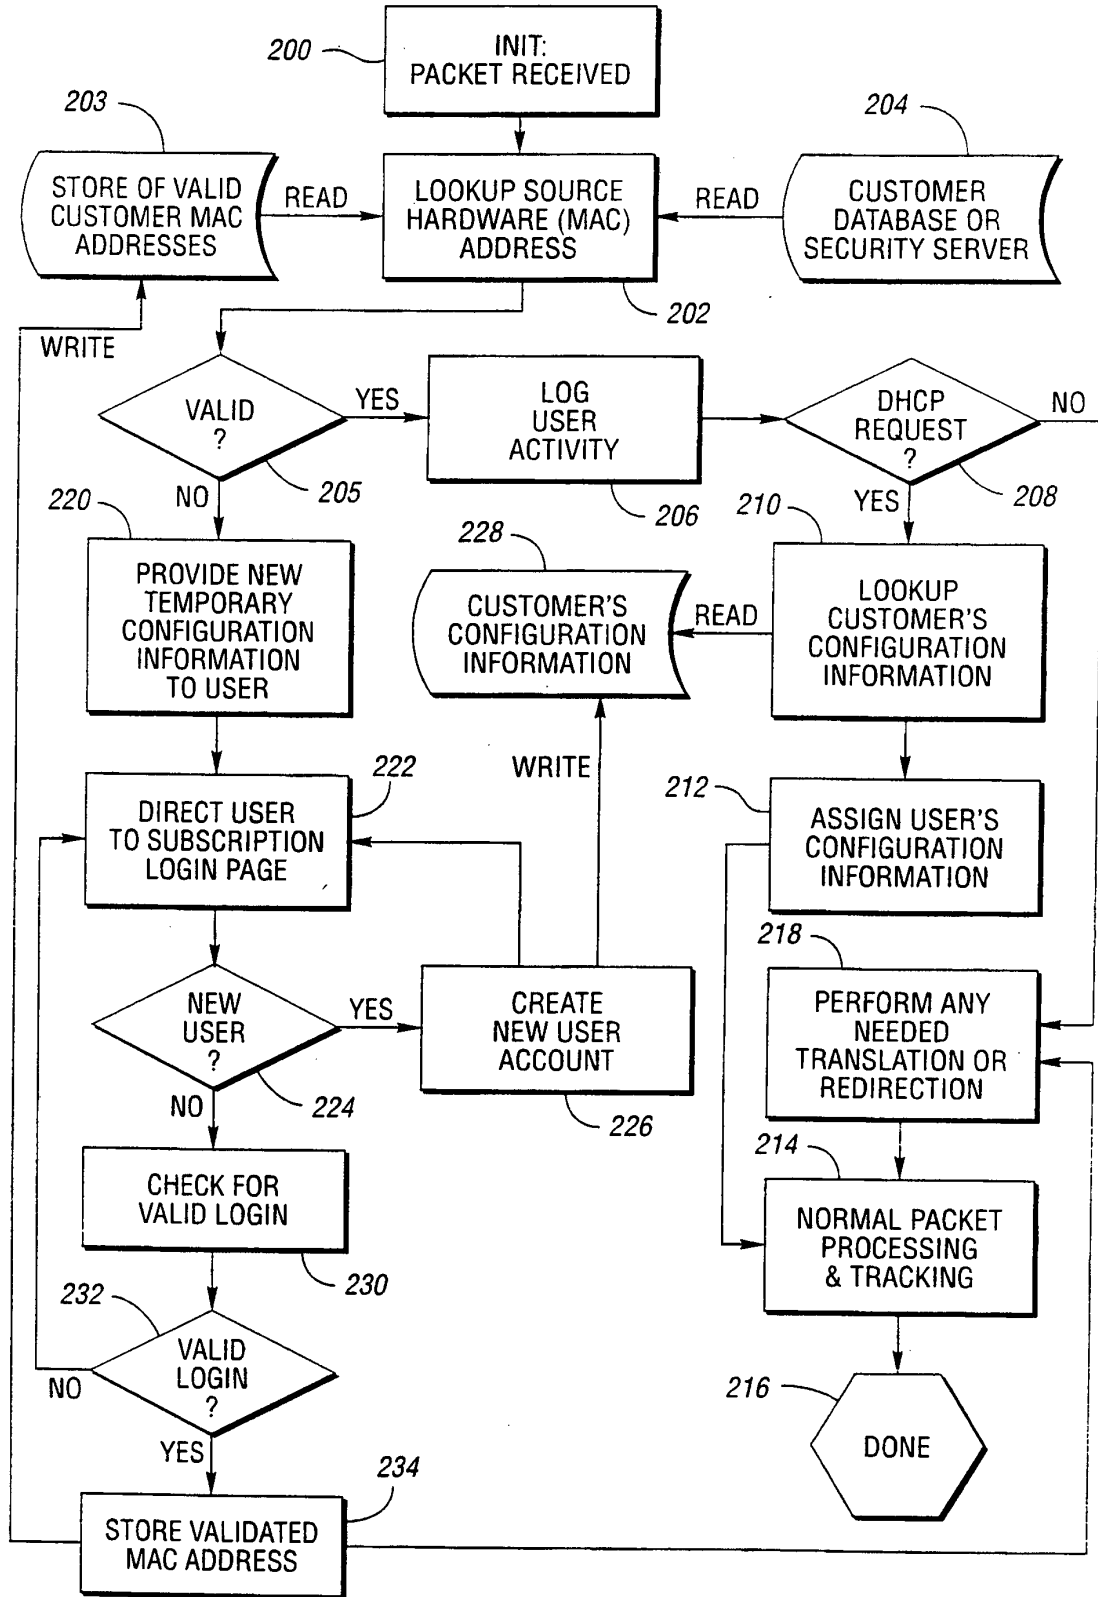 200
INIT:
PACKET RECEIVED
203
204
STORE OF VALID
CUSTOMER MAC
ADDRESSES
READ
LOOKUP SOURCE
HARDWARE (MAC)
ADDRESS
READ
CUSTOMER
DATABASE OR
SECURITY SERVER
202
WRITE
VALID
?
YES
LOG
USER
ACTIVITY
DHCP
REQUEST
?
NO
205
NO
206
YES
208
220
PROVIDE NEW
TEMPORARY
CONFIGURATION
INFORMATION
TO USER
228
CUSTOMER'S
CONFIGURATION
INFORMATION
READ
210
LOOKUP
CUSTOMER'S
CONFIGURATION
INFORMATION
WRITE
222
DIRECT USER
TO SUBSCRIPTION
LOGIN PAGE
212
ASSIGN USER'S
CONFIGURATION
INFORMATION
218
NEW
USER
?
YES
CREATE
NEW USER
ACCOUNT
PERFORM ANY
NEEDED
TRANSLATION OR
REDIRECTION
224
NO
226
214
CHECK FOR
VALID LOGIN
NORMAL PACKET
PROCESSING
& TRACKING
230
232
VALID
LOGIN
?
NO
YES
216
DONE
234
STORE VALIDATED
MAC ADDRESS